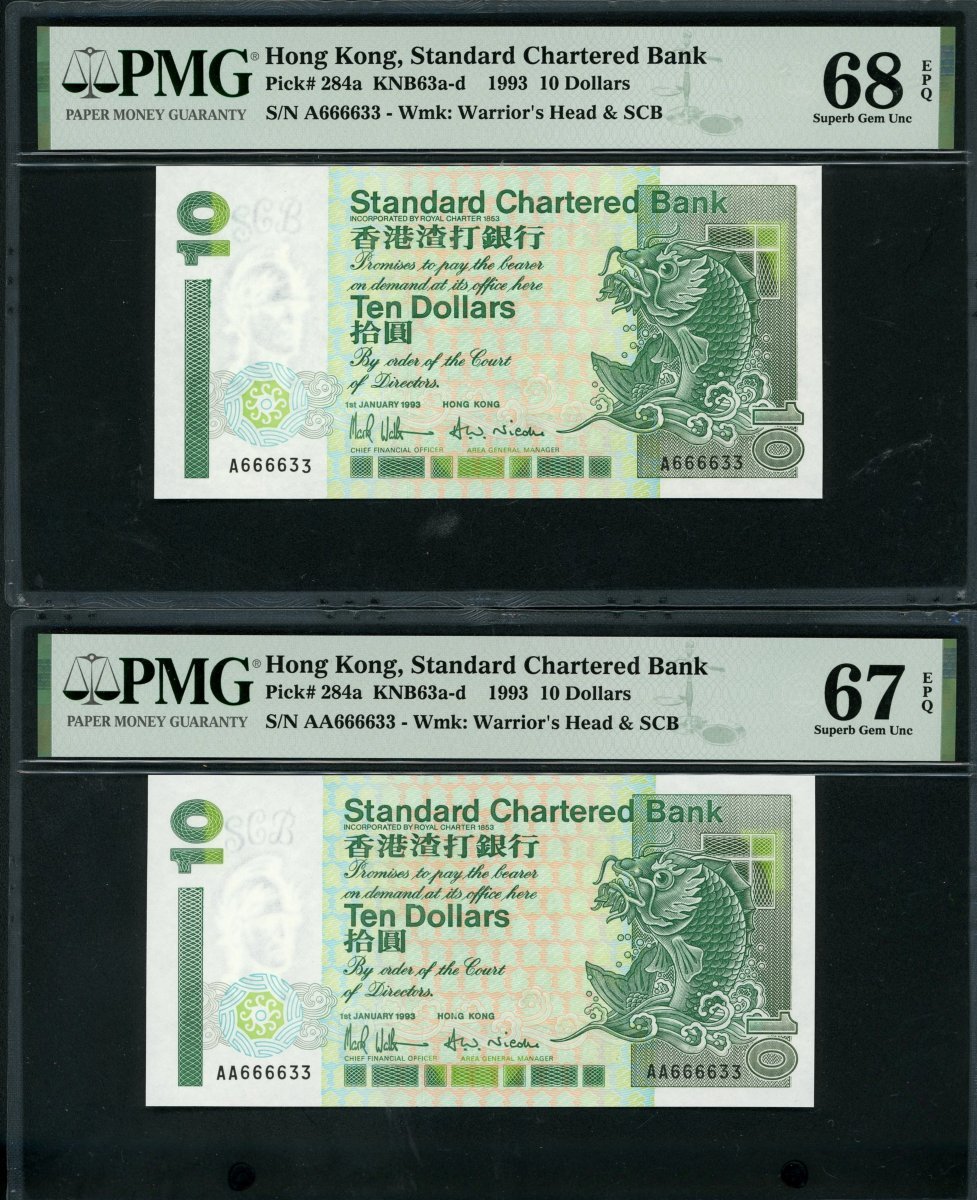 PMG®
PAPER MONEY GUARANTY
Hong Kong, Standard Chartered Bank
Pick# 284a KNB63a-d 1993 10 Dollars
S/N A666633 - Wmk: Warrior's Head & SCB
68 EPQ
Superb Gem Unc
10
SCB
Standard Chartered Bank
INCORPORATED BY ROYAL CHARTER 1853
香港渣打銀行
Promises to pay the bearer
on demand at its office here
Ten Dollars
拾圓
By order of the Court
of Directors.
1st JANUARY 1993 HONG KONG
CHIEF FINANCIAL OFFICER AREA GENERAL MANAGER
A666633
A666633
10
PMG®
PAPER MONEY GUARANTY
Hong Kong, Standard Chartered Bank
Pick# 284a KNB63a-d 1993 10 Dollars
S/N AA666633 - Wmk: Warrior's Head & SCB
67 EPQ
Superb Gem Unc
10
SCB
Standard Chartered Bank
INCORPORATED BY ROYAL CHARTER 1853
香港渣打銀行
Promises to pay the bearer
on demand at its office here
Ten Dollars
拾圓
By order of the Court
of Directors.
1st JANUARY 1993 HONG KONG
CHIEF FINANCIAL OFFICER AREA GENERAL MANAGER
AA666633
AA666633
10